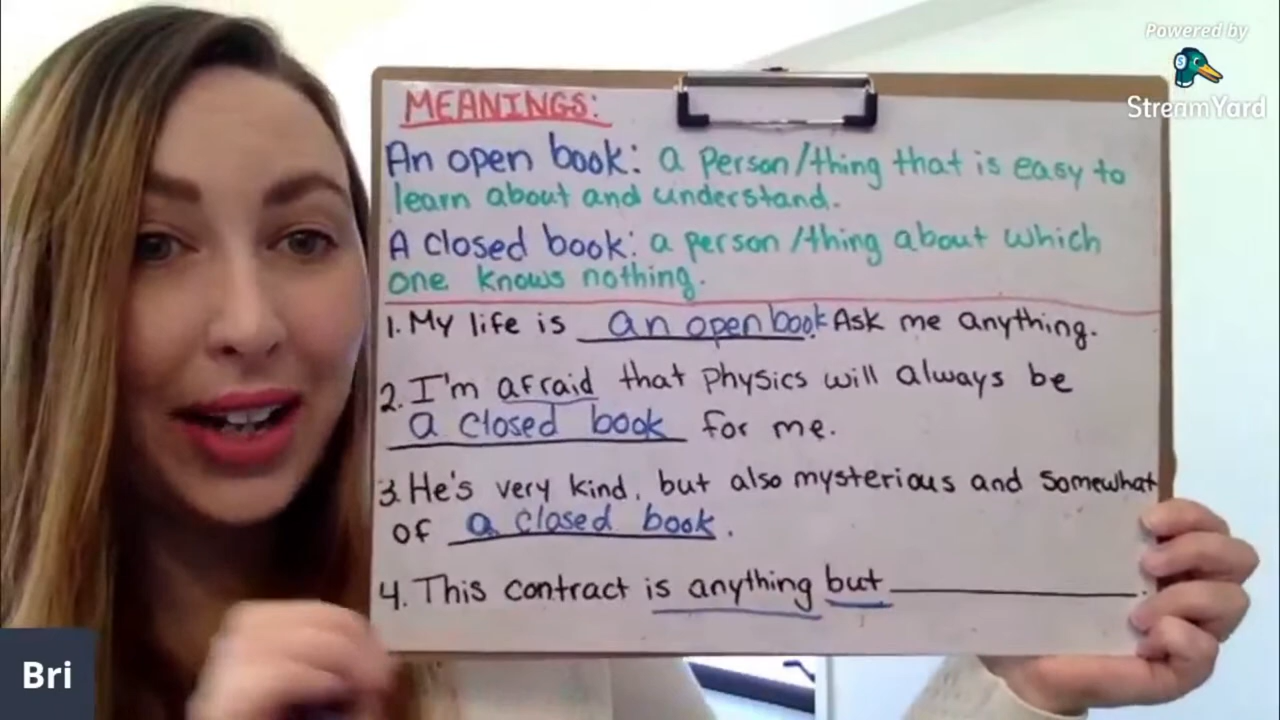 Powered by
StreamYard
MEANINGS:
An open book: a person/thing that is easy to
learn about and understand.
A closed book: a person/thing about which
one knows nothing.
1. My life is an open book. Ask me anything.
2. I'm afraid that physics will always be
a closed book for me.
3. He's very kind, but also mysterious and somewhat
of a closed book.
4. This contract is anything but ________.
Bri